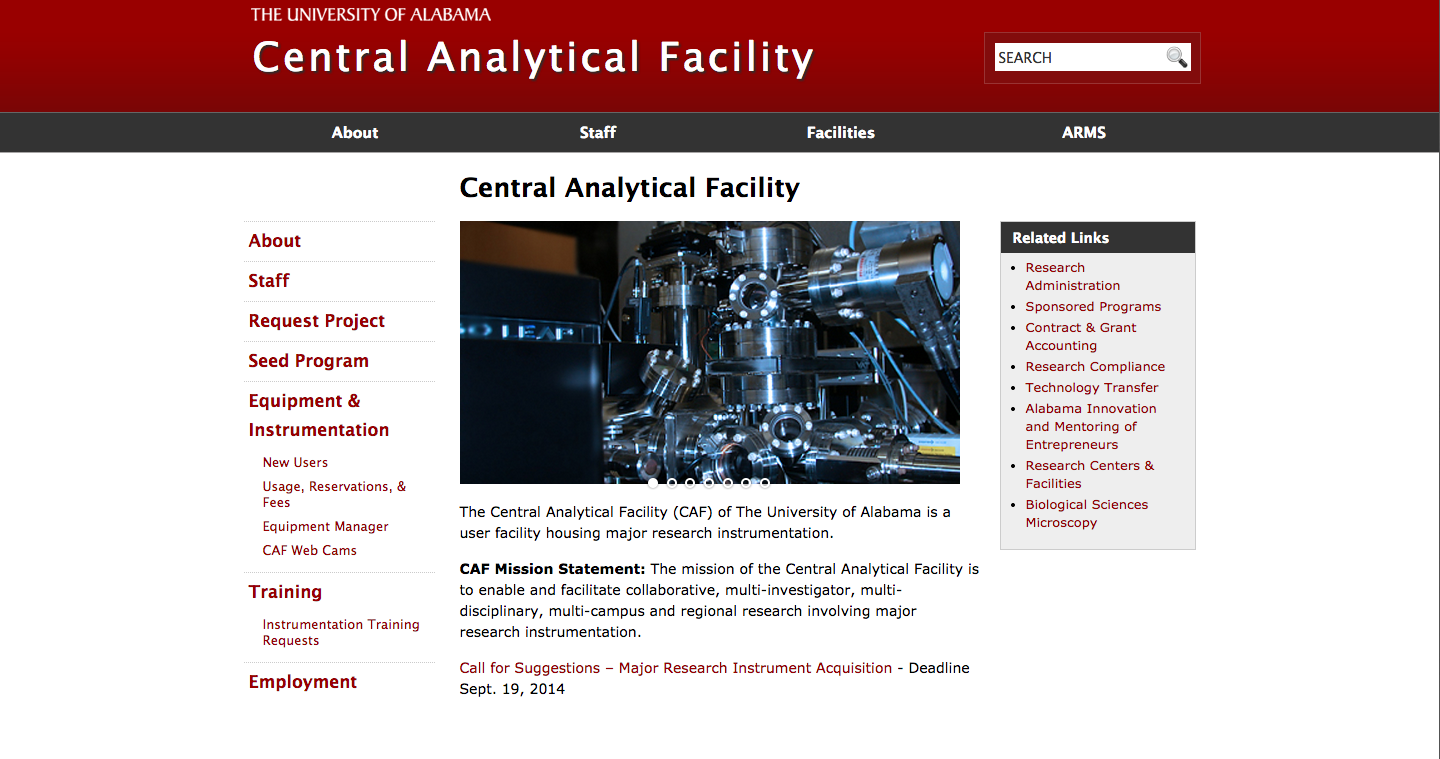 THE UNIVERSITY OF ALABAMA
Central Analytical Facility
SEARCH
About
Staff
Facilities
ARMS
Central Analytical Facility
About
Staff
Request Project
Seed Program
Equipment &
Instrumentation
New Users
Usage, Reservations, &
Fees
Equipment Manager
CAF Web Cams
Training
Instrumentation Training
Requests
Employment
LEAP
The Central Analytical Facility (CAF) of The University of Alabama is a
user facility housing major research instrumentation.
CAF Mission Statement: The mission of the Central Analytical Facility is
to enable and facilitate collaborative, multi-investigator, multi-
disciplinary, multi-campus and regional research involving major
research instrumentation.
Call for Suggestions – Major Research Instrument Acquisition - Deadline
Sept. 19, 2014
Related Links
• Research
Administration
• Sponsored Programs
• Contract & Grant
Accounting
• Research Compliance
• Technology Transfer
• Alabama Innovation
and Mentoring of
Entrepreneurs
• Research Centers &
Facilities
• Biological Sciences
Microscopy